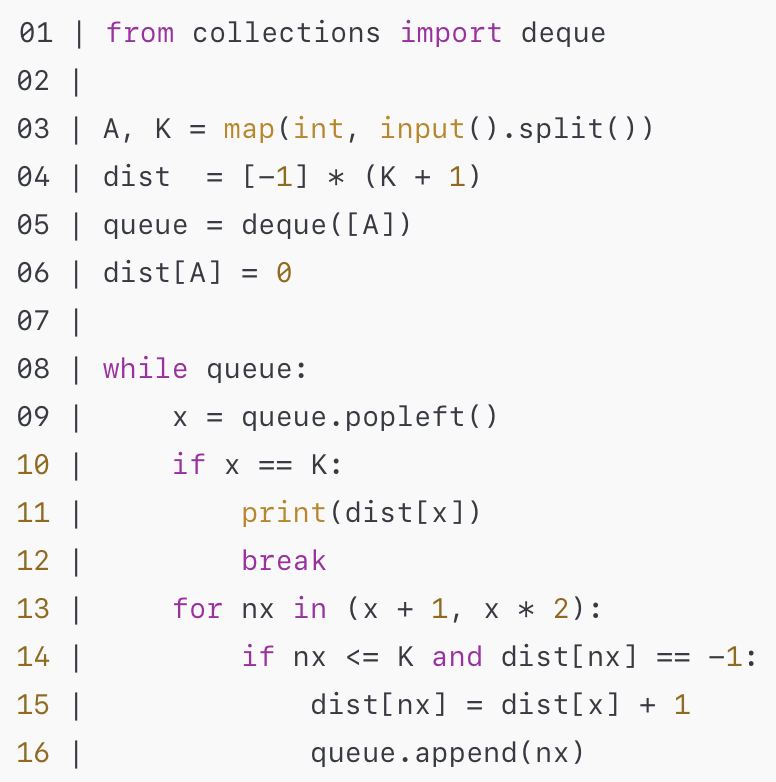 01 | from collections import deque
02 |
03 | A, K = map(int, input().split())
04 | dist  = [-1] * (K + 1)
05 | queue = deque([A])
06 | dist[A] = 0
07 |
08 | while queue:
09 |     x = queue.popleft()
10 |     if x == K:
11 |         print(dist[x])
12 |         break
13 |     for nx in (x + 1, x * 2):
14 |         if nx <= K and dist[nx] == -1:
15 |             dist[nx] = dist[x] + 1
16 |             queue.append(nx)